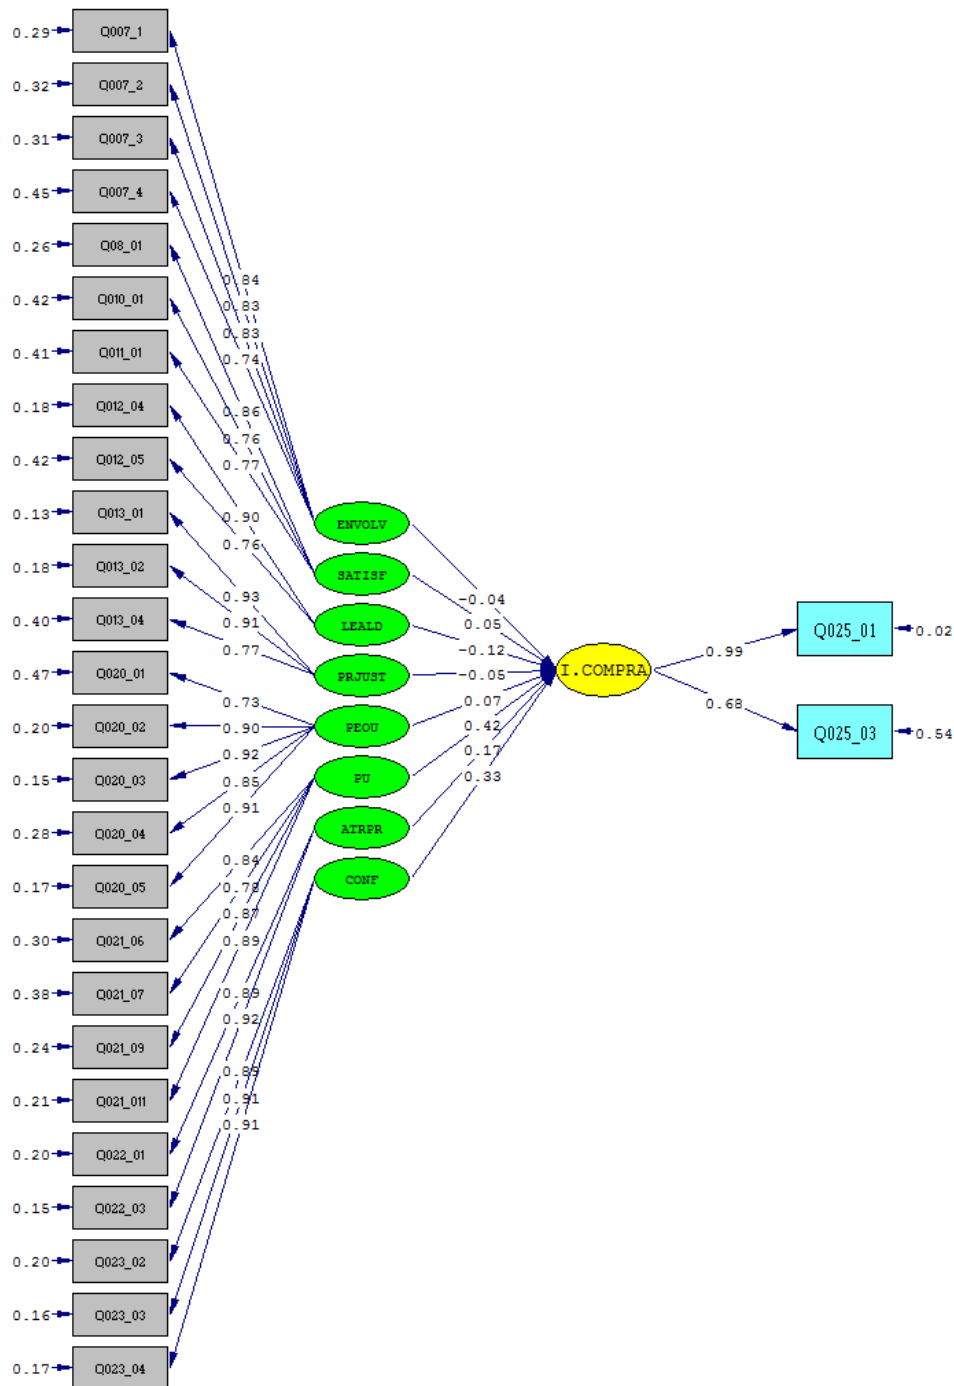 0.29 Q007_1
0.32 Q007_2
0.31 Q007_3
0.45 Q007_4
0.26 Q08_01
0.42 Q010_01
0.41 Q011_01
0.18 Q012_04
0.42 Q012_05
0.13 Q013_01
0.18 Q013_02
0.40 Q013_04
0.47 Q020_01
0.20 Q020_02
0.15 Q020_03
0.28 Q020_04
0.17 Q020_05
0.30 Q021_06
0.38 Q021_07
0.24 Q021_09
0.21 Q021_011
0.20 Q022_01
0.15 Q022_03
0.20 Q023_02
0.16 Q023_03
0.17 Q023_04
0.84
0.83
0.83
0.74
0.86
0.76
0.77
0.90
0.76
0.93
0.91
0.77
0.73
0.90
0.92
0.85
0.91
0.84
0.78
0.87
0.89
0.89
0.92
0.89
0.91
0.91
ENVOLV
SATISF
LEALD
PRJUST
PEOU
PU
ATRPR
CONF
-0.04
0.05
-0.12
-0.05
0.07
0.42
0.17
0.33
I.COMPRA
0.99
0.68
Q025_01 0.02
Q025_03 0.54